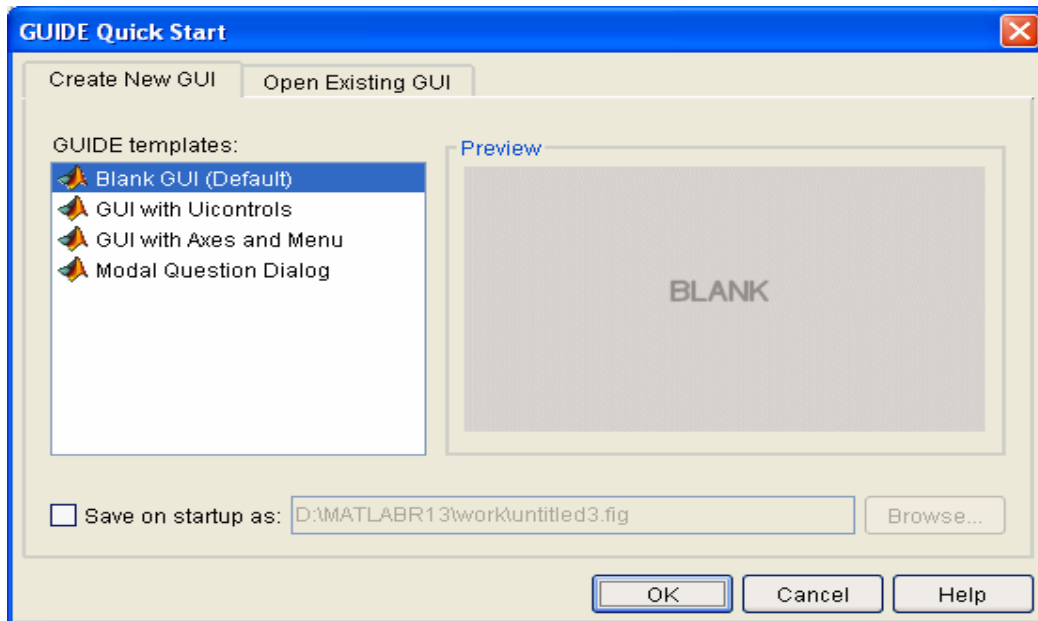 GUIDE Quick Start
Create New GUI
Open Existing GUI
GUIDE templates:
Blank GUI (Default)
GUI with Uicontrols
GUI with Axes and Menu
Modal Question Dialog
Preview
BLANK
Save on startup as:
D:\MATLABR13\work\untitled3.fig
Browse...
OK
Cancel
Help